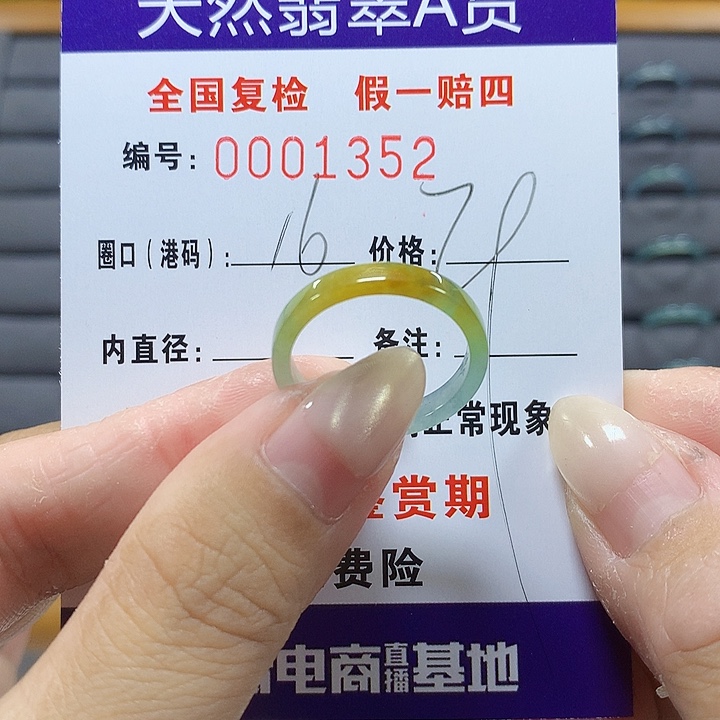 天然翡翠A货
全国复检 假一赔四
编号:0001352
圈口(港码):16 价格:
内直径: 备注:
正常现象
鉴赏期
费险
电商直播基地